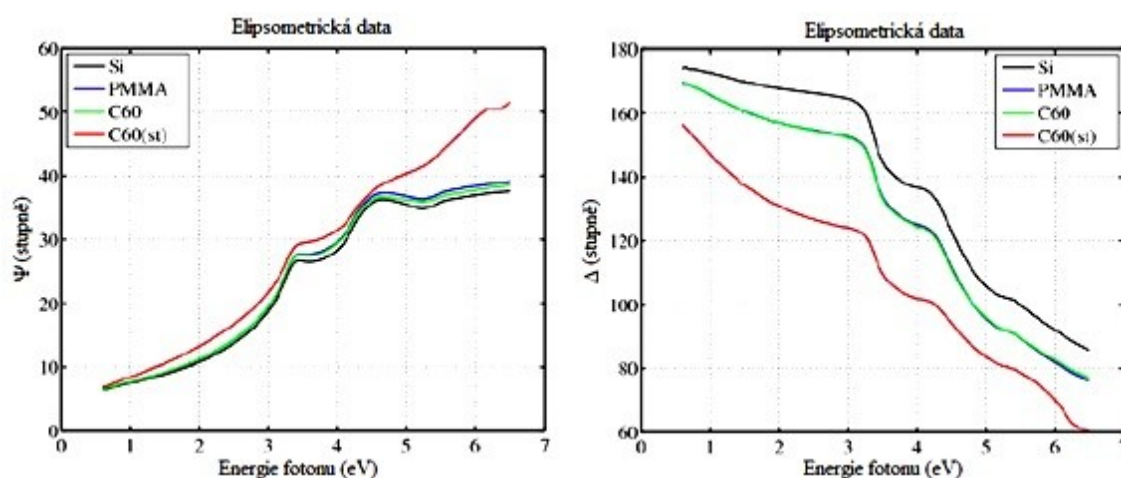 Elipsometrická data
60
50
40
30
20
10
0
Ψ (stupně)
Si
PMMA
C60
C60(st)
0 1 2 3 4 5 6 7
Energie fotonu (eV)
Elipsometrická data
180
160
140
120
100
80
60
Δ (stupně)
Si
PMMA
C60
C60(st)
0 1 2 3 4 5 6 7
Energie fotonu (eV)